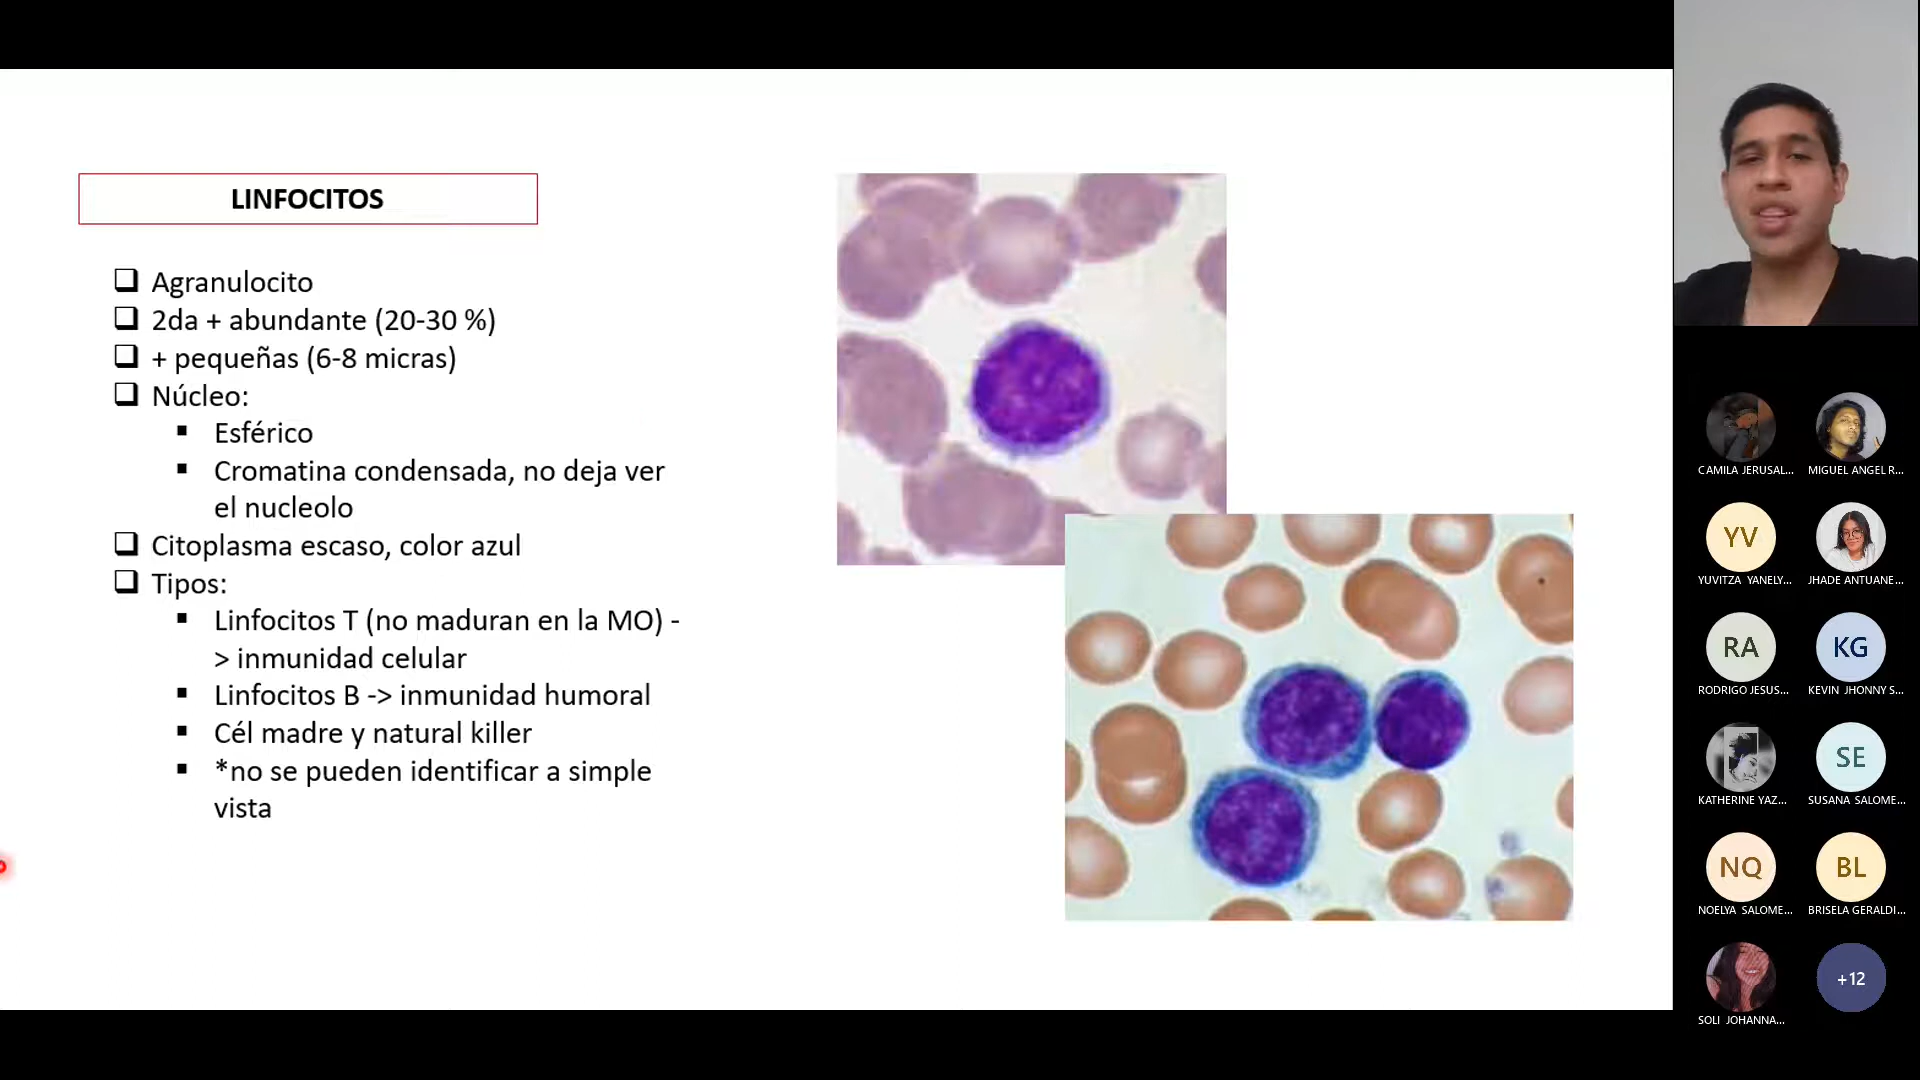 LINFOCITOS
Agranulocito
2da + abundante (20-30 %)
+ pequeñas (6-8 micras)
Núcleo:
Esférico
Cromatina condensada, no deja ver
el nucleolo
Citoplasma escaso, color azul
Tipos:
Linfocitos T (no maduran en la MO) -
> inmunidad celular
Linfocitos B -> inmunidad humoral
Cél madre y natural killer
*no se pueden identificar a simple
vista
CAMILA JERUSAL...
MIGUEL ANGEL R...
YV
YUVITZA YANELY...
JHADE ANTUANE...
RA
RODRIGO JESUS...
KG
KEVIN JHONNY S...
KATHERINE YAZ...
SE
SUSANA SALOME...
NQ
NOELYA SALOME...
BL
BRISELA GERALDI...
SOLI JOHANNA...
+12